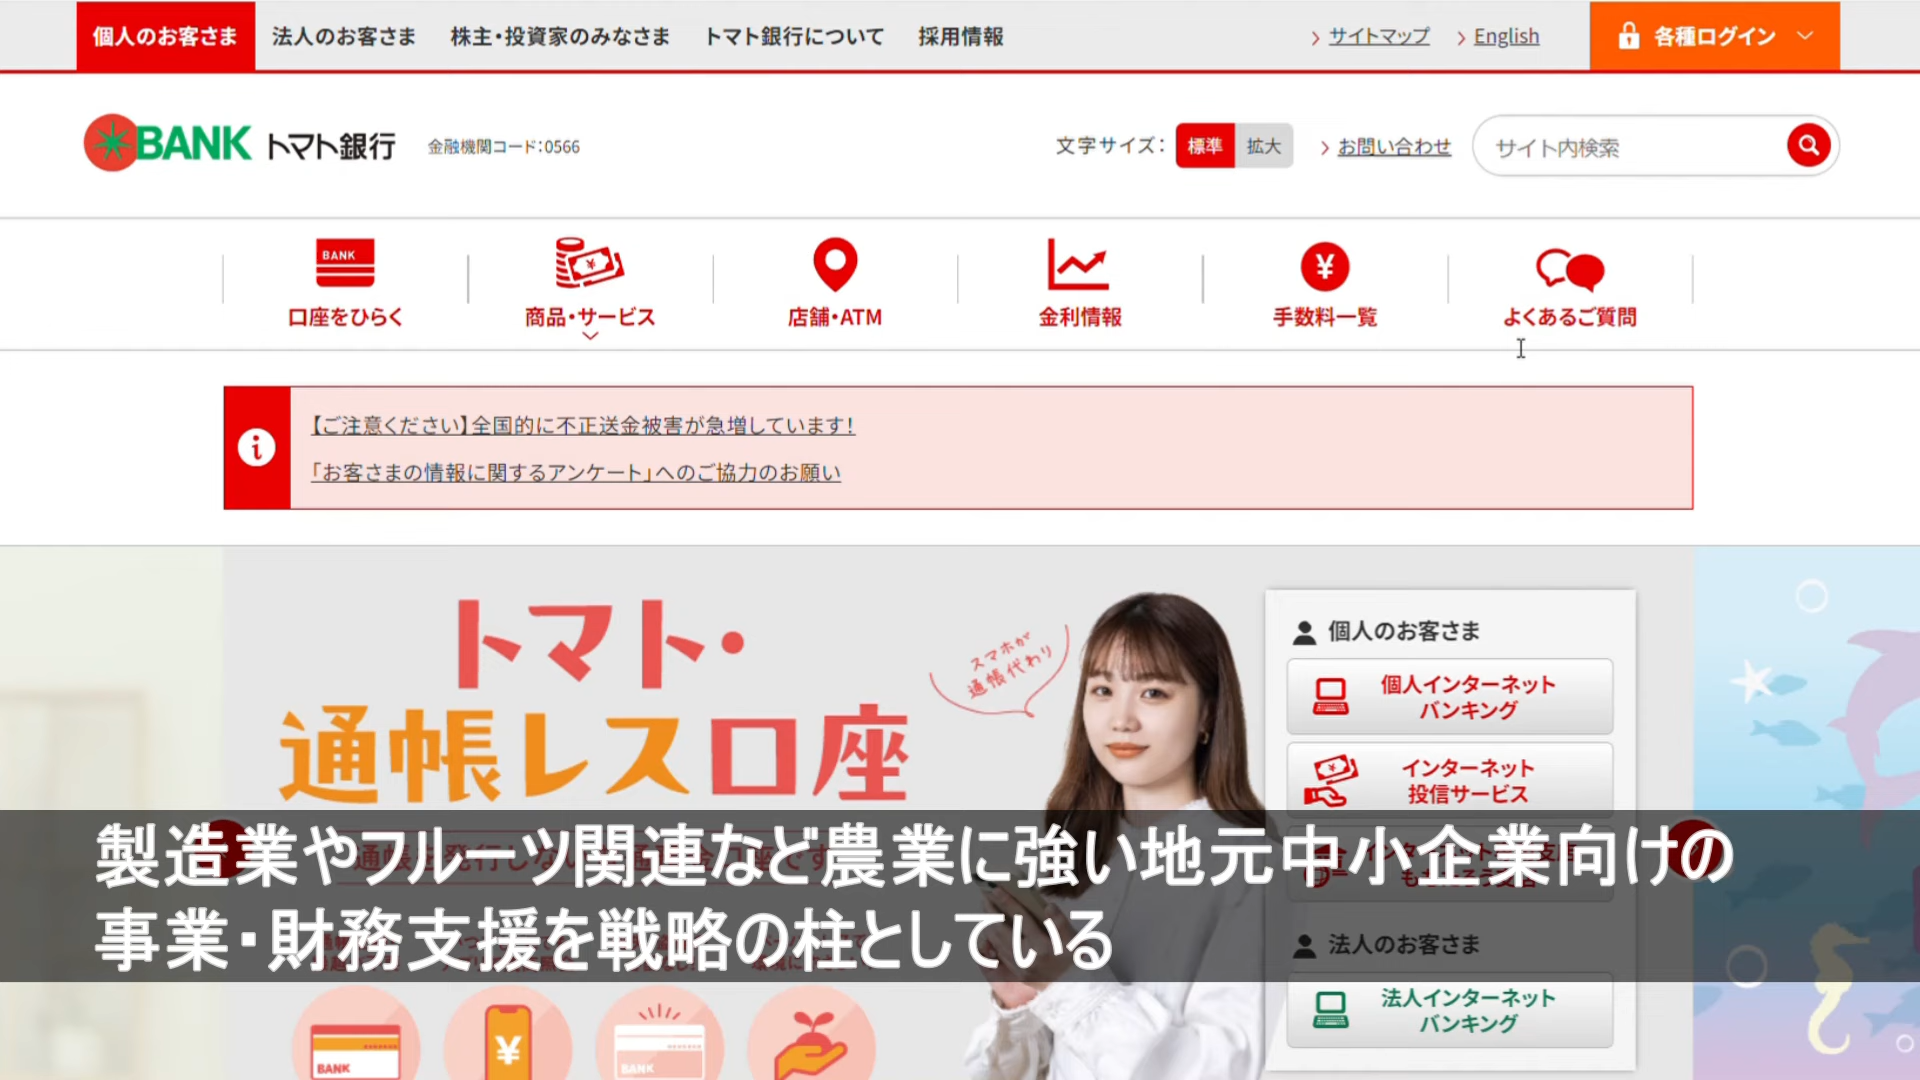 個人のお客さま
法人のお客さま
株主・投資家のみなさま
トマト銀行について
採用情報
サイトマップ
English
各種ログイン
BANK トマト銀行
金融機関コード:0566
文字サイズ:
標準
拡大
お問い合わせ
サイト内検索
BANK
口座をひらく
商品・サービス
店舗・ATM
金利情報
手数料一覧
よくあるご質問
【ご注意ください】全国的に不正送金被害が急増しています!
「お客さまの情報に関するアンケート」へのご協力のお願い
トマト・
通帳レス口座
スマホが
通帳代わり
個人のお客さま
個人インターネット
バンキング
インターネット
投信サービス
製造業やフルーツ関連など農業に強い地元中小企業向けの
事業・財務支援を戦略の柱としている
法人のお客さま
法人インターネット
バンキング
BANK
BANK